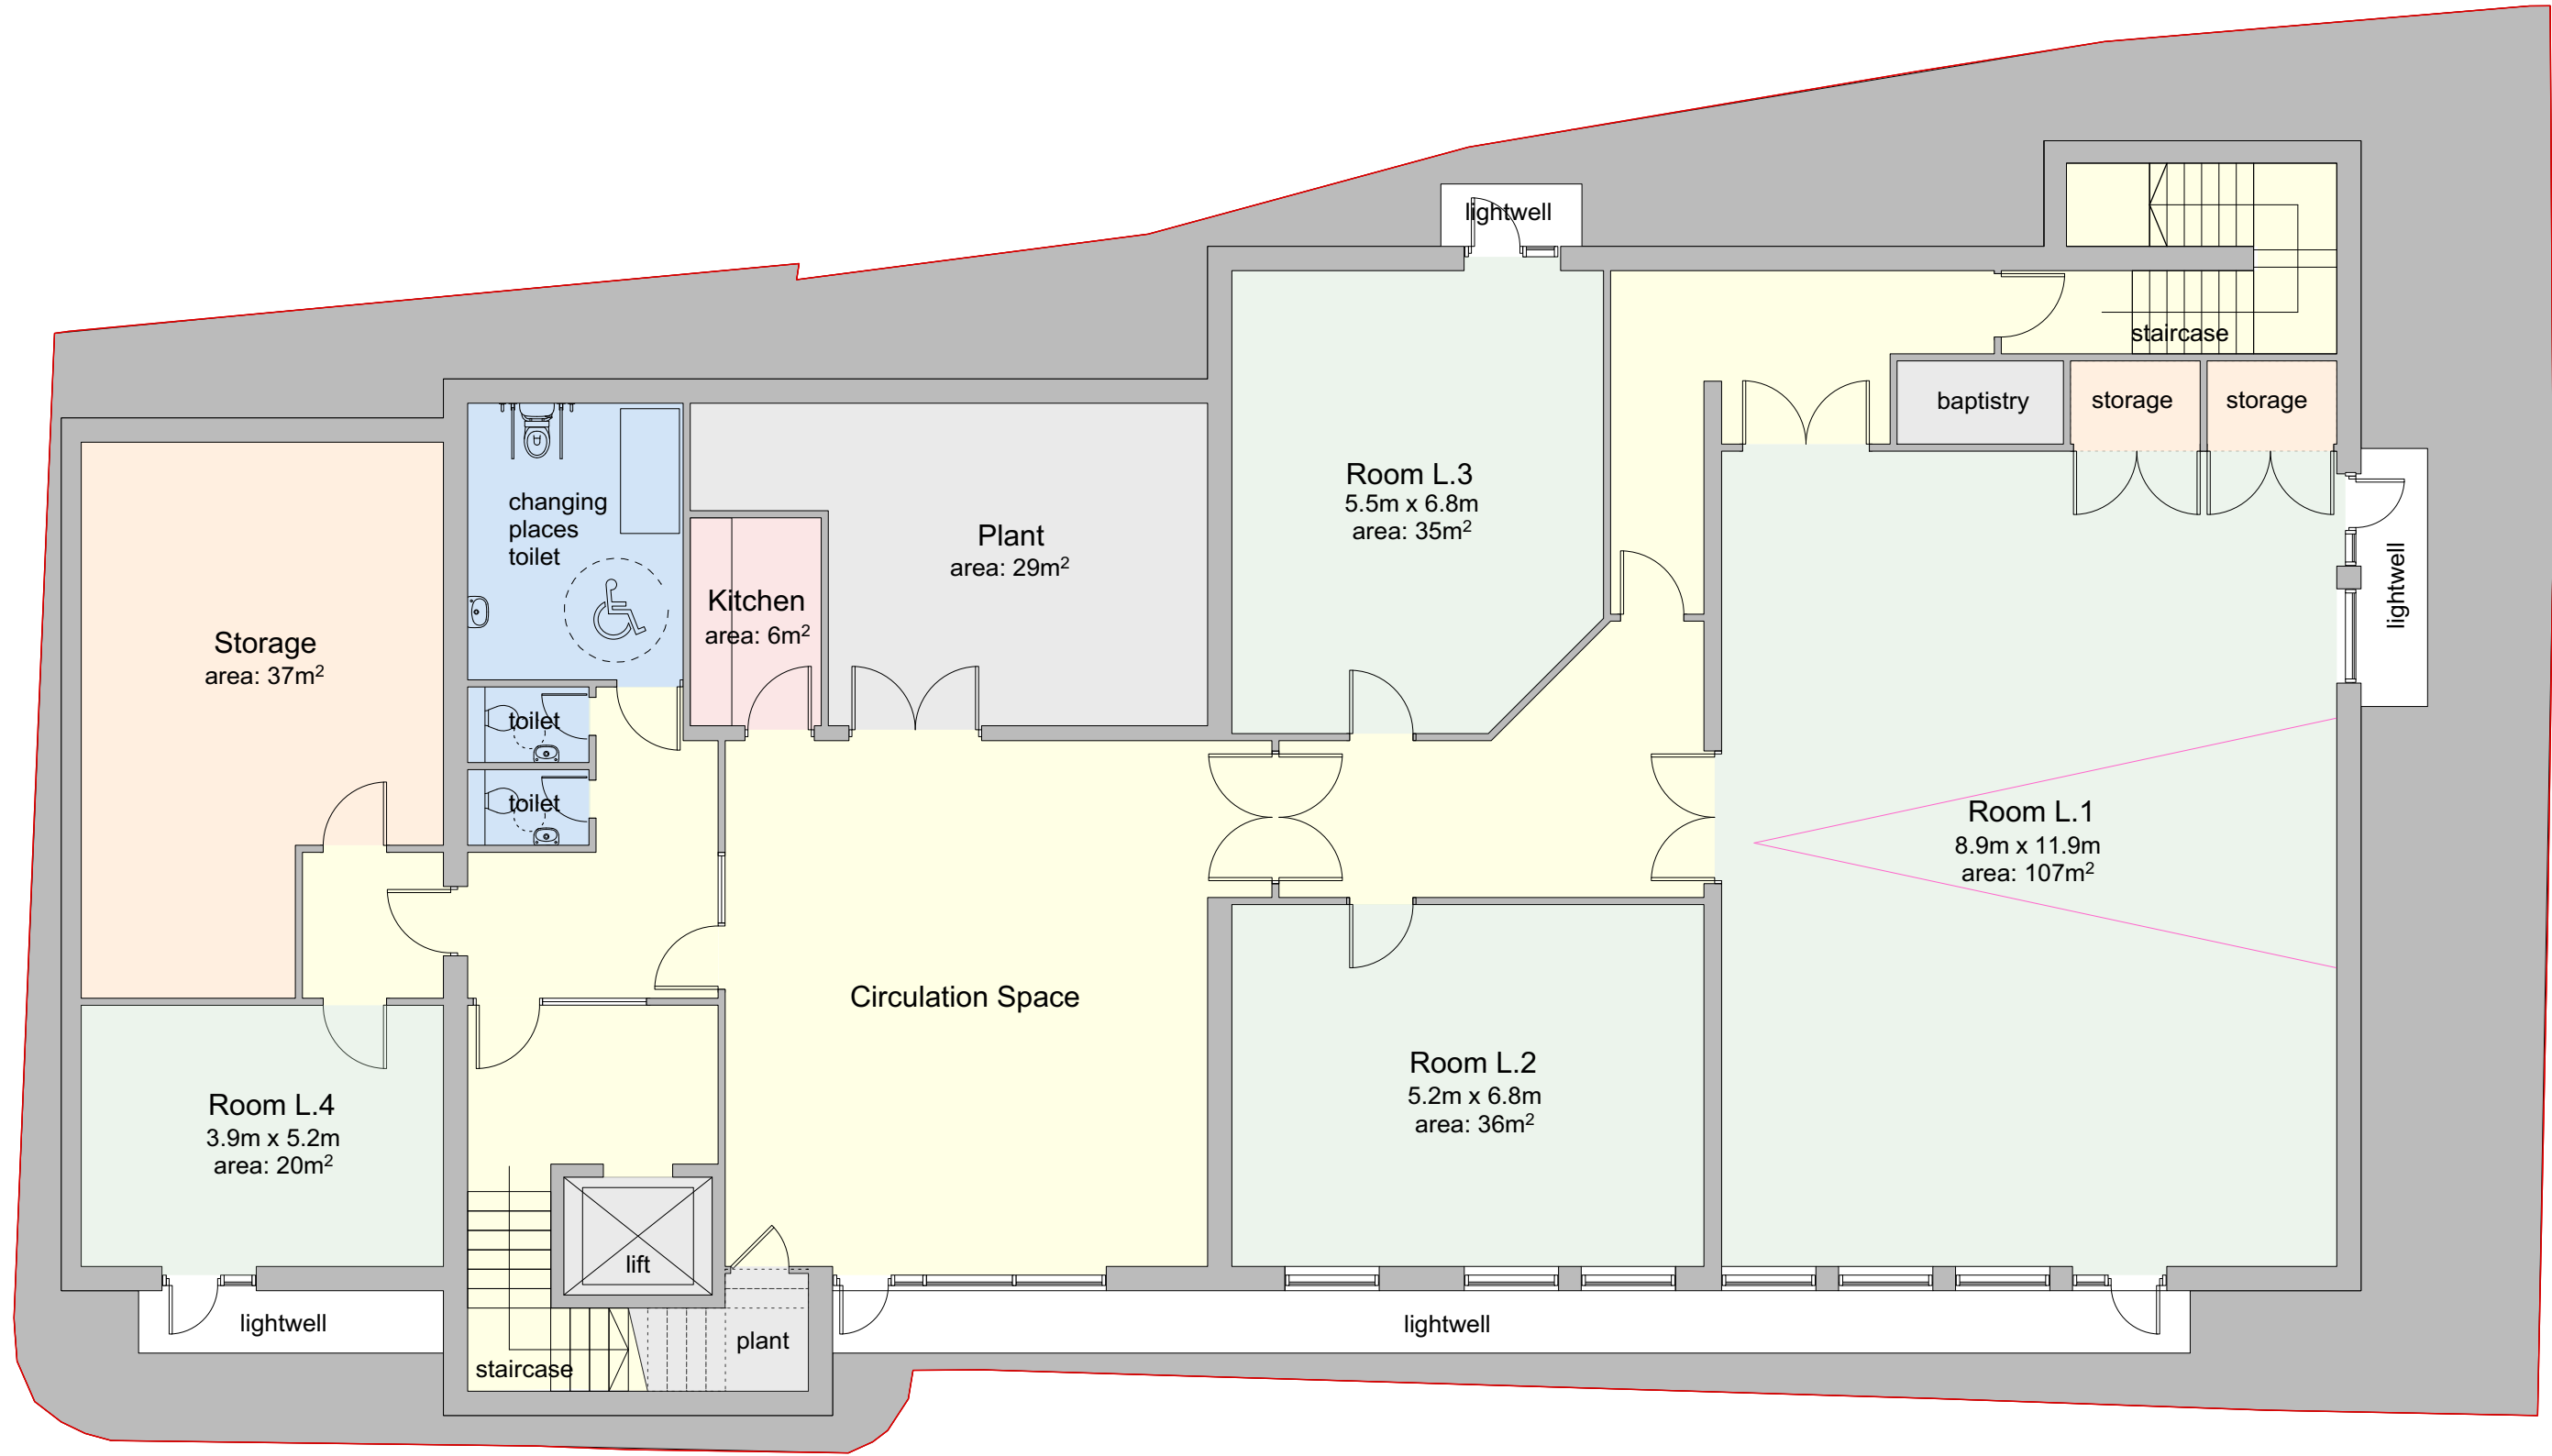 lightwell
staircase
baptistry
storage
storage
Room L.3
5.5m x 6.8m
area: 35m²
changing
places
toilet
Plant
area: 29m²
Kitchen
area: 6m²
lightwell
Storage
area: 37m²
toilet
toilet
Room L.1
8.9m x 11.9m
area: 107m²
Circulation Space
Room L.2
5.2m x 6.8m
area: 36m²
Room L.4
3.9m x 5.2m
area: 20m²
lift
lightwell
lightwell
plant
staircase